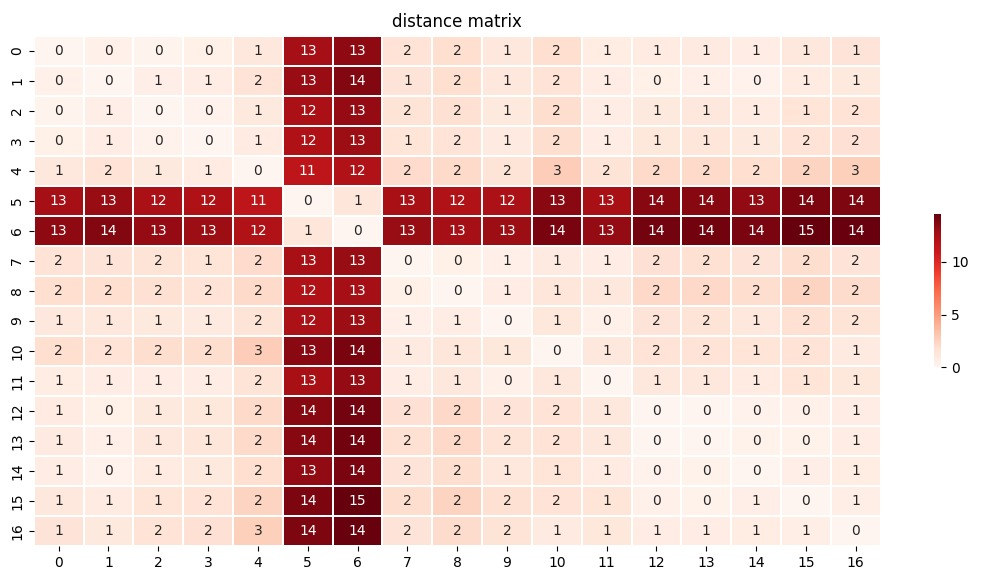 distance matrix
0 0 0 0 0 1 13 13 2 2 1 2 1 1 1 1 1 1
1 0 0 1 1 2 13 14 1 2 1 2 1 0 1 0 1 1
2 0 1 0 0 1 12 13 2 2 1 2 1 1 1 1 1 2
3 0 1 0 0 1 12 13 1 2 1 2 1 1 1 1 2 2
4 1 2 1 1 0 11 12 2 2 2 3 2 2 2 2 2 3
5 13 13 12 12 11 0 1 13 12 12 13 13 14 14 13 14 14
6 13 14 13 13 12 1 0 13 13 13 14 13 14 14 14 15 14
10
7 2 1 2 1 2 13 13 0 0 1 1 1 2 2 2 2 2
8 2 2 2 2 2 12 13 0 0 1 1 1 2 2 2 2 2
5
9 1 1 1 1 2 12 13 1 1 0 1 0 2 2 1 2 2
10 2 2 2 2 3 13 14 1 1 1 0 1 2 2 1 2 1
0
11 1 1 1 1 2 13 13 1 1 0 1 0 1 1 1 1 1
12 1 0 1 1 2 14 14 2 2 2 2 1 0 0 0 0 1
13 1 1 1 1 2 14 14 2 2 2 2 1 0 0 0 0 1
14 1 0 1 1 2 13 14 2 2 1 1 1 0 0 0 1 1
15 1 1 1 2 2 14 15 2 2 2 2 1 0 0 1 0 1
16 1 1 2 2 3 14 14 2 2 2 1 1 1 1 1 1 0
0 1 2 3 4 5 6 7 8 9 10 11 12 13 14 15 16